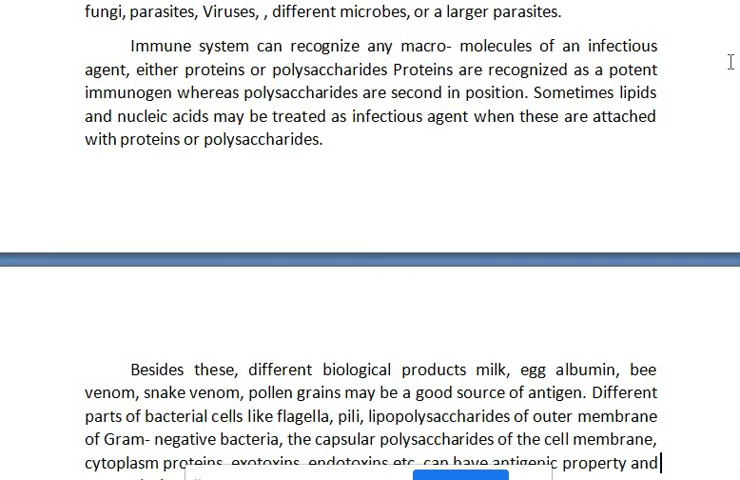 fungi, parasites, Viruses, , different microbes, or a larger parasites.
Immune system can recognize any macro- molecules of an infectious
agent, either proteins or polysaccharides Proteins are recognized as a potent
immunogen whereas polysaccharides are second in position. Sometimes lipids
and nucleic acids may be treated as infectious agent when these are attached
with proteins or polysaccharides.
Besides these, different biological products milk, egg albumin, bee
venom, snake venom, pollen grains may be a good source of antigen. Different
parts of bacterial cells like flagella, pili, lipopolysaccharides of outer membrane
of Gram- negative bacteria, the capsular polysaccharides of the cell membrane,
cytoplasm proteins, exotoxins, endotoxins etc. can have antigenic property and